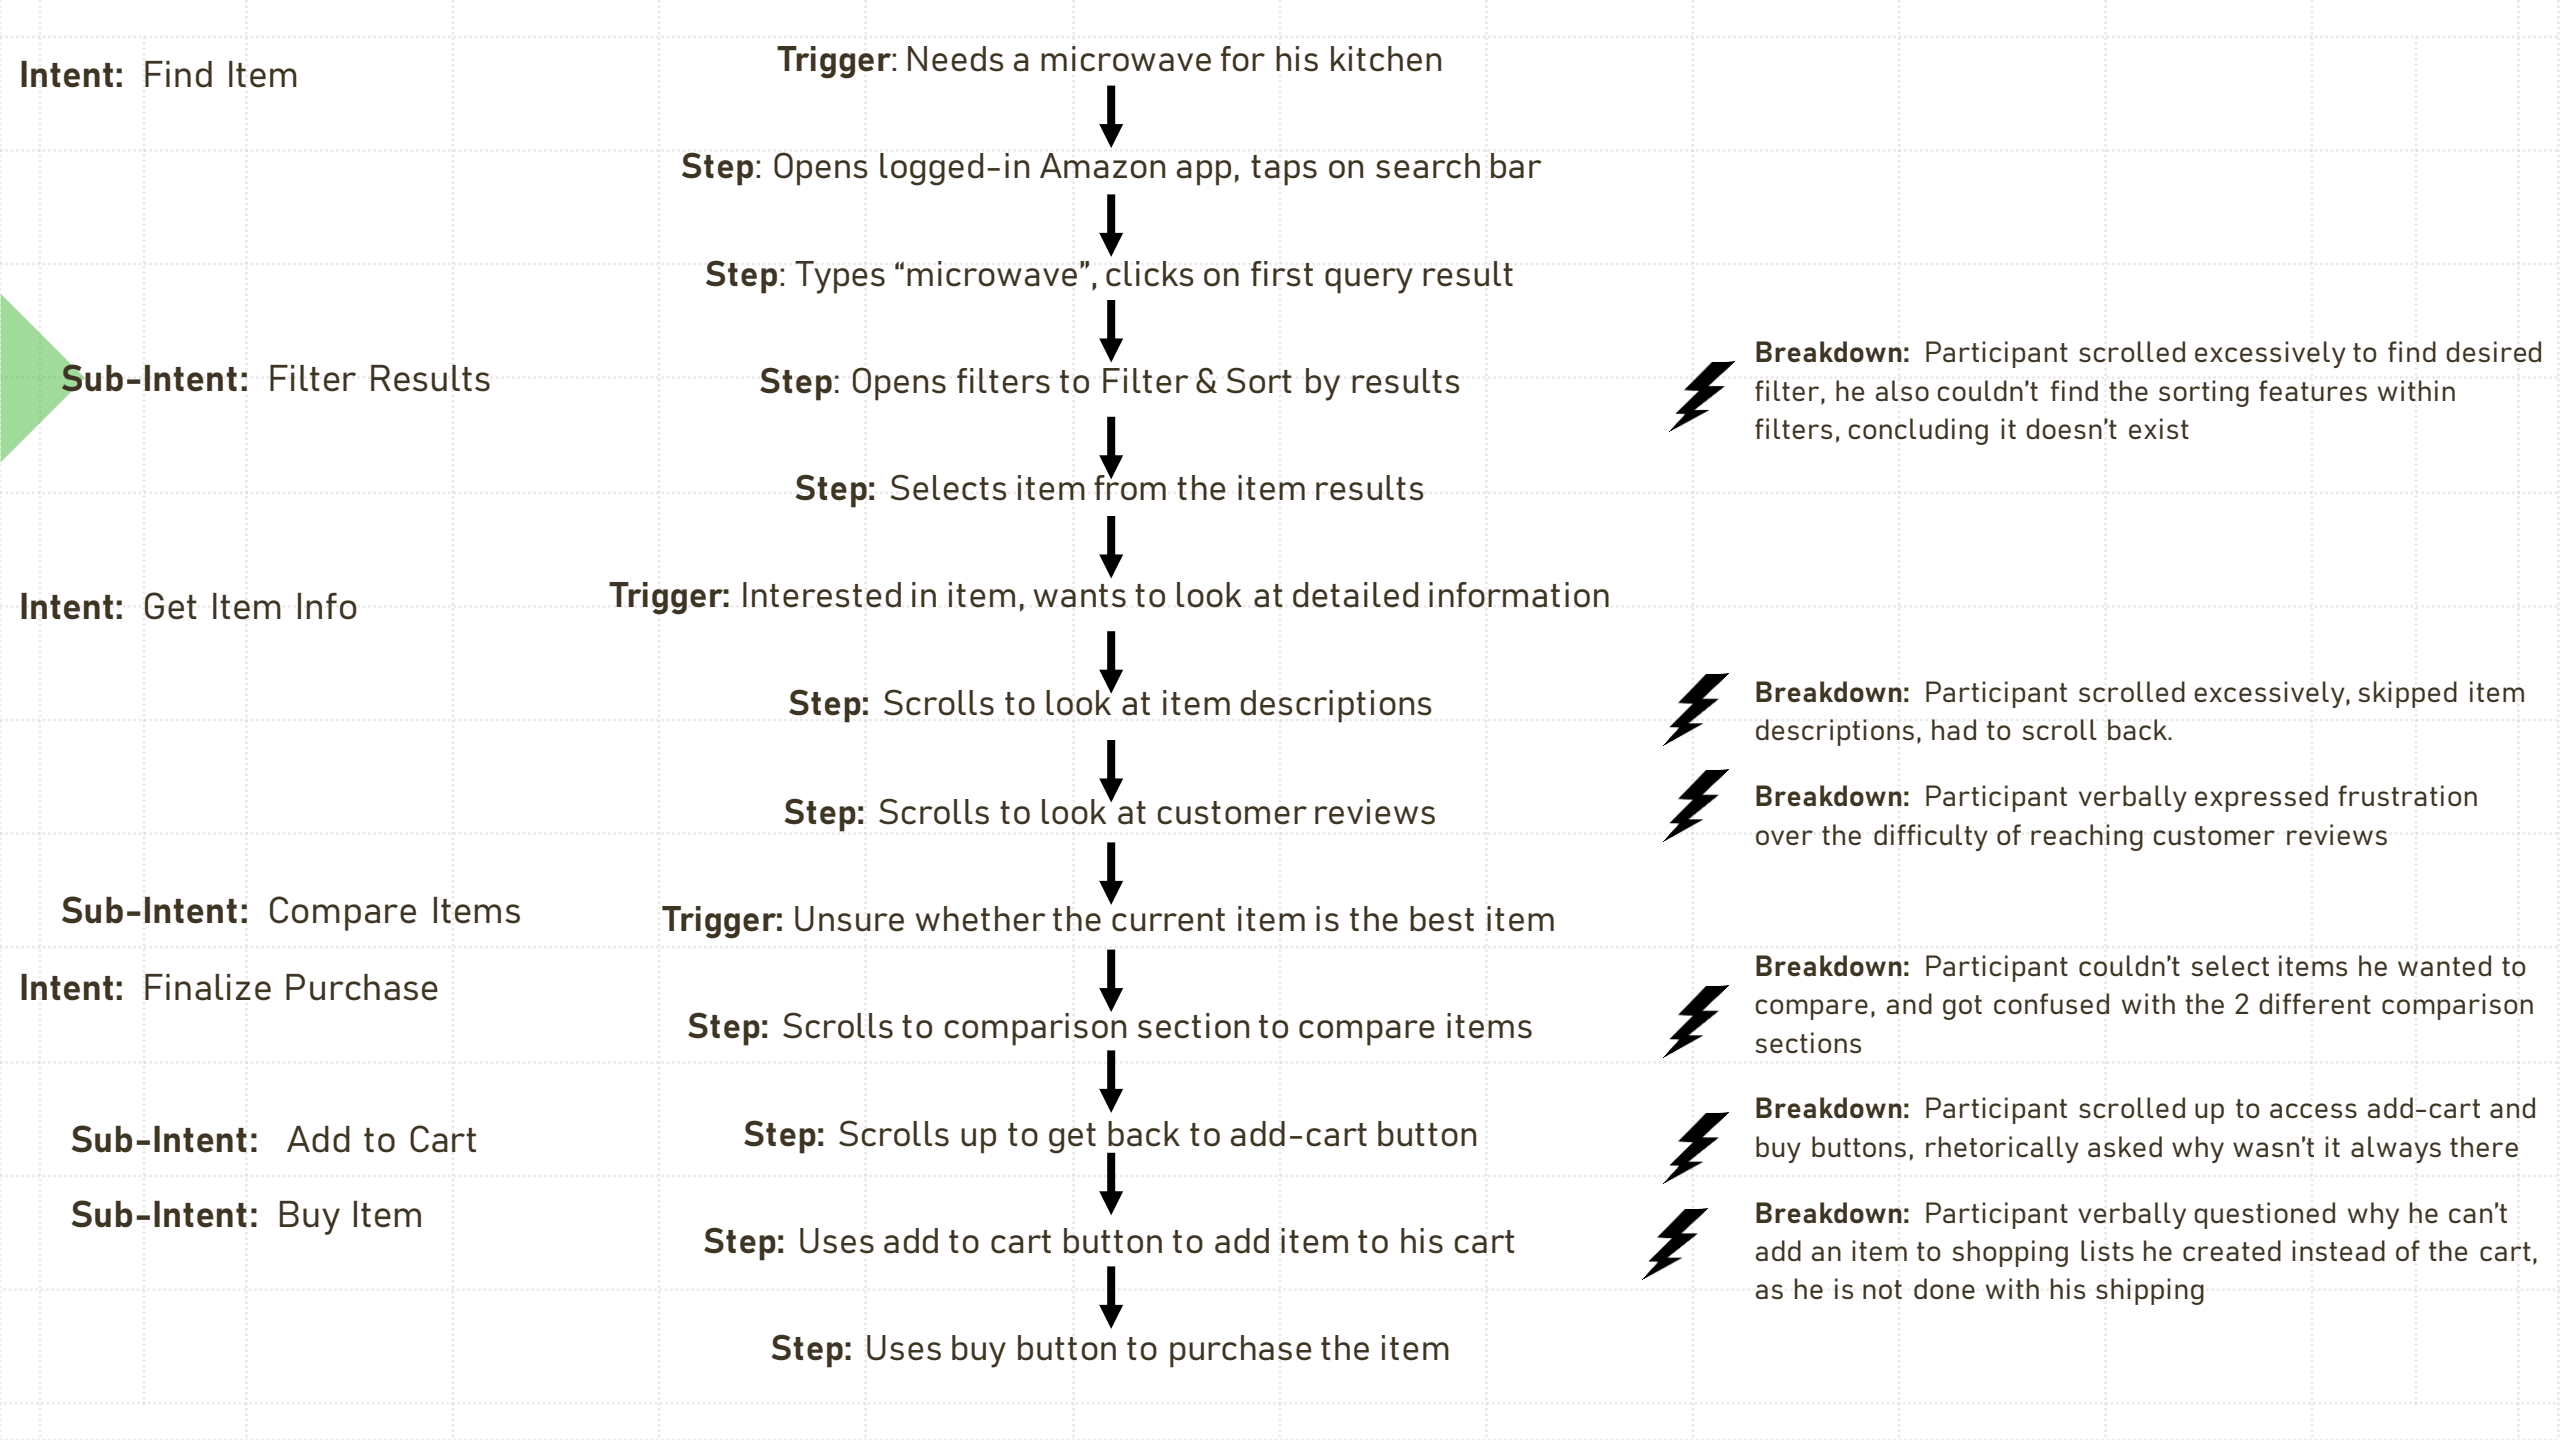 Intent: Find Item
Trigger: Needs a microwave for his kitchen
Step: Opens logged-in Amazon app, taps on search bar
Step: Types “microwave”, clicks on first query result
Sub-Intent: Filter Results
Step: Opens filters to Filter & Sort by results
Breakdown: Participant scrolled excessively to find desired
filter, he also couldn’t find the sorting features within
filters, concluding it doesn’t exist
Step: Selects item from the item results
Intent: Get Item Info
Trigger: Interested in item, wants to look at detailed information
Step: Scrolls to look at item descriptions
Breakdown: Participant scrolled excessively, skipped item
descriptions, had to scroll back.
Step: Scrolls to look at customer reviews
Breakdown: Participant verbally expressed frustration
over the difficulty of reaching customer reviews
Sub-Intent: Compare Items
Trigger: Unsure whether the current item is the best item
Intent: Finalize Purchase
Step: Scrolls to comparison section to compare items
Breakdown: Participant couldn’t select items he wanted to
compare, and got confused with the 2 different comparison
sections
Sub-Intent: Add to Cart
Step: Scrolls up to get back to add-cart button
Breakdown: Participant scrolled up to access add-cart and
buy buttons, rhetorically asked why wasn’t it always there
Sub-Intent: Buy Item
Step: Uses add to cart button to add item to his cart
Breakdown: Participant verbally questioned why he can’t
add an item to shopping lists he created instead of the cart,
as he is not done with his shipping
Step: Uses buy button to purchase the item